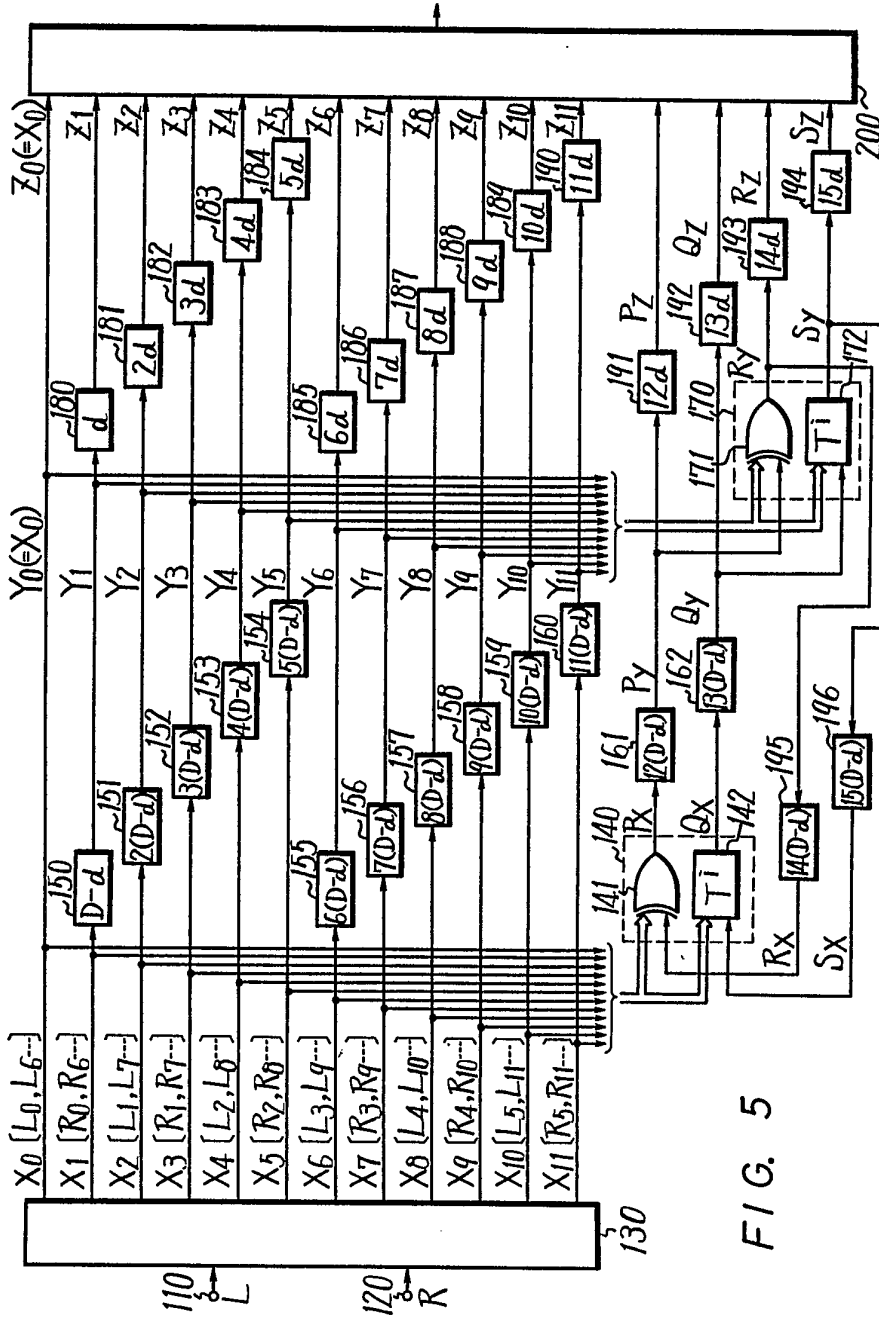 Y0(=X0)
Z0(=X0)
X0[L0,L6---]
150
D-d
Y1
180
d
Z1
X1[R0,R6---]
151
2(D-d)
Y2
181
2d
Z2
X2[L1,L7---]
152
3(D-d)
Y3
182
3d
Z3
X3[R1,R7---]
153
4(D-d)
Y4
183
4d
Z4
X4[L2,L8---]
154
5(D-d)
Y5
184
5d
Z5
X5[R2,R8---]
155
6(D-d)
Y6
185
6d
Z6
X6[L3,L9---]
156
7(D-d)
Y7
186
7d
Z7
X7[R3,R9---]
157
8(D-d)
Y8
187
8d
Z8
X8[L4,L10---]
158
9(D-d)
Y9
188
9d
Z9
X9[R4,R10---]
159
10(D-d)
Y10
189
10d
Z10
X10[L5,L11---]
160
11(D-d)
Y11
190
11d
Z11
X11[R5,R11---]
110
L
120
R
130
140
141
PX
161
12(D-d)
PY
191
12d
PZ
QX
142
Ti
162
13(D-d)
QY
192
13d
QZ
170
171
RY
193
14d
RZ
Ti
172
SY
194
15d
SZ
200
RX
195
14(D-d)
SX
196
15(D-d)
FIG. 5